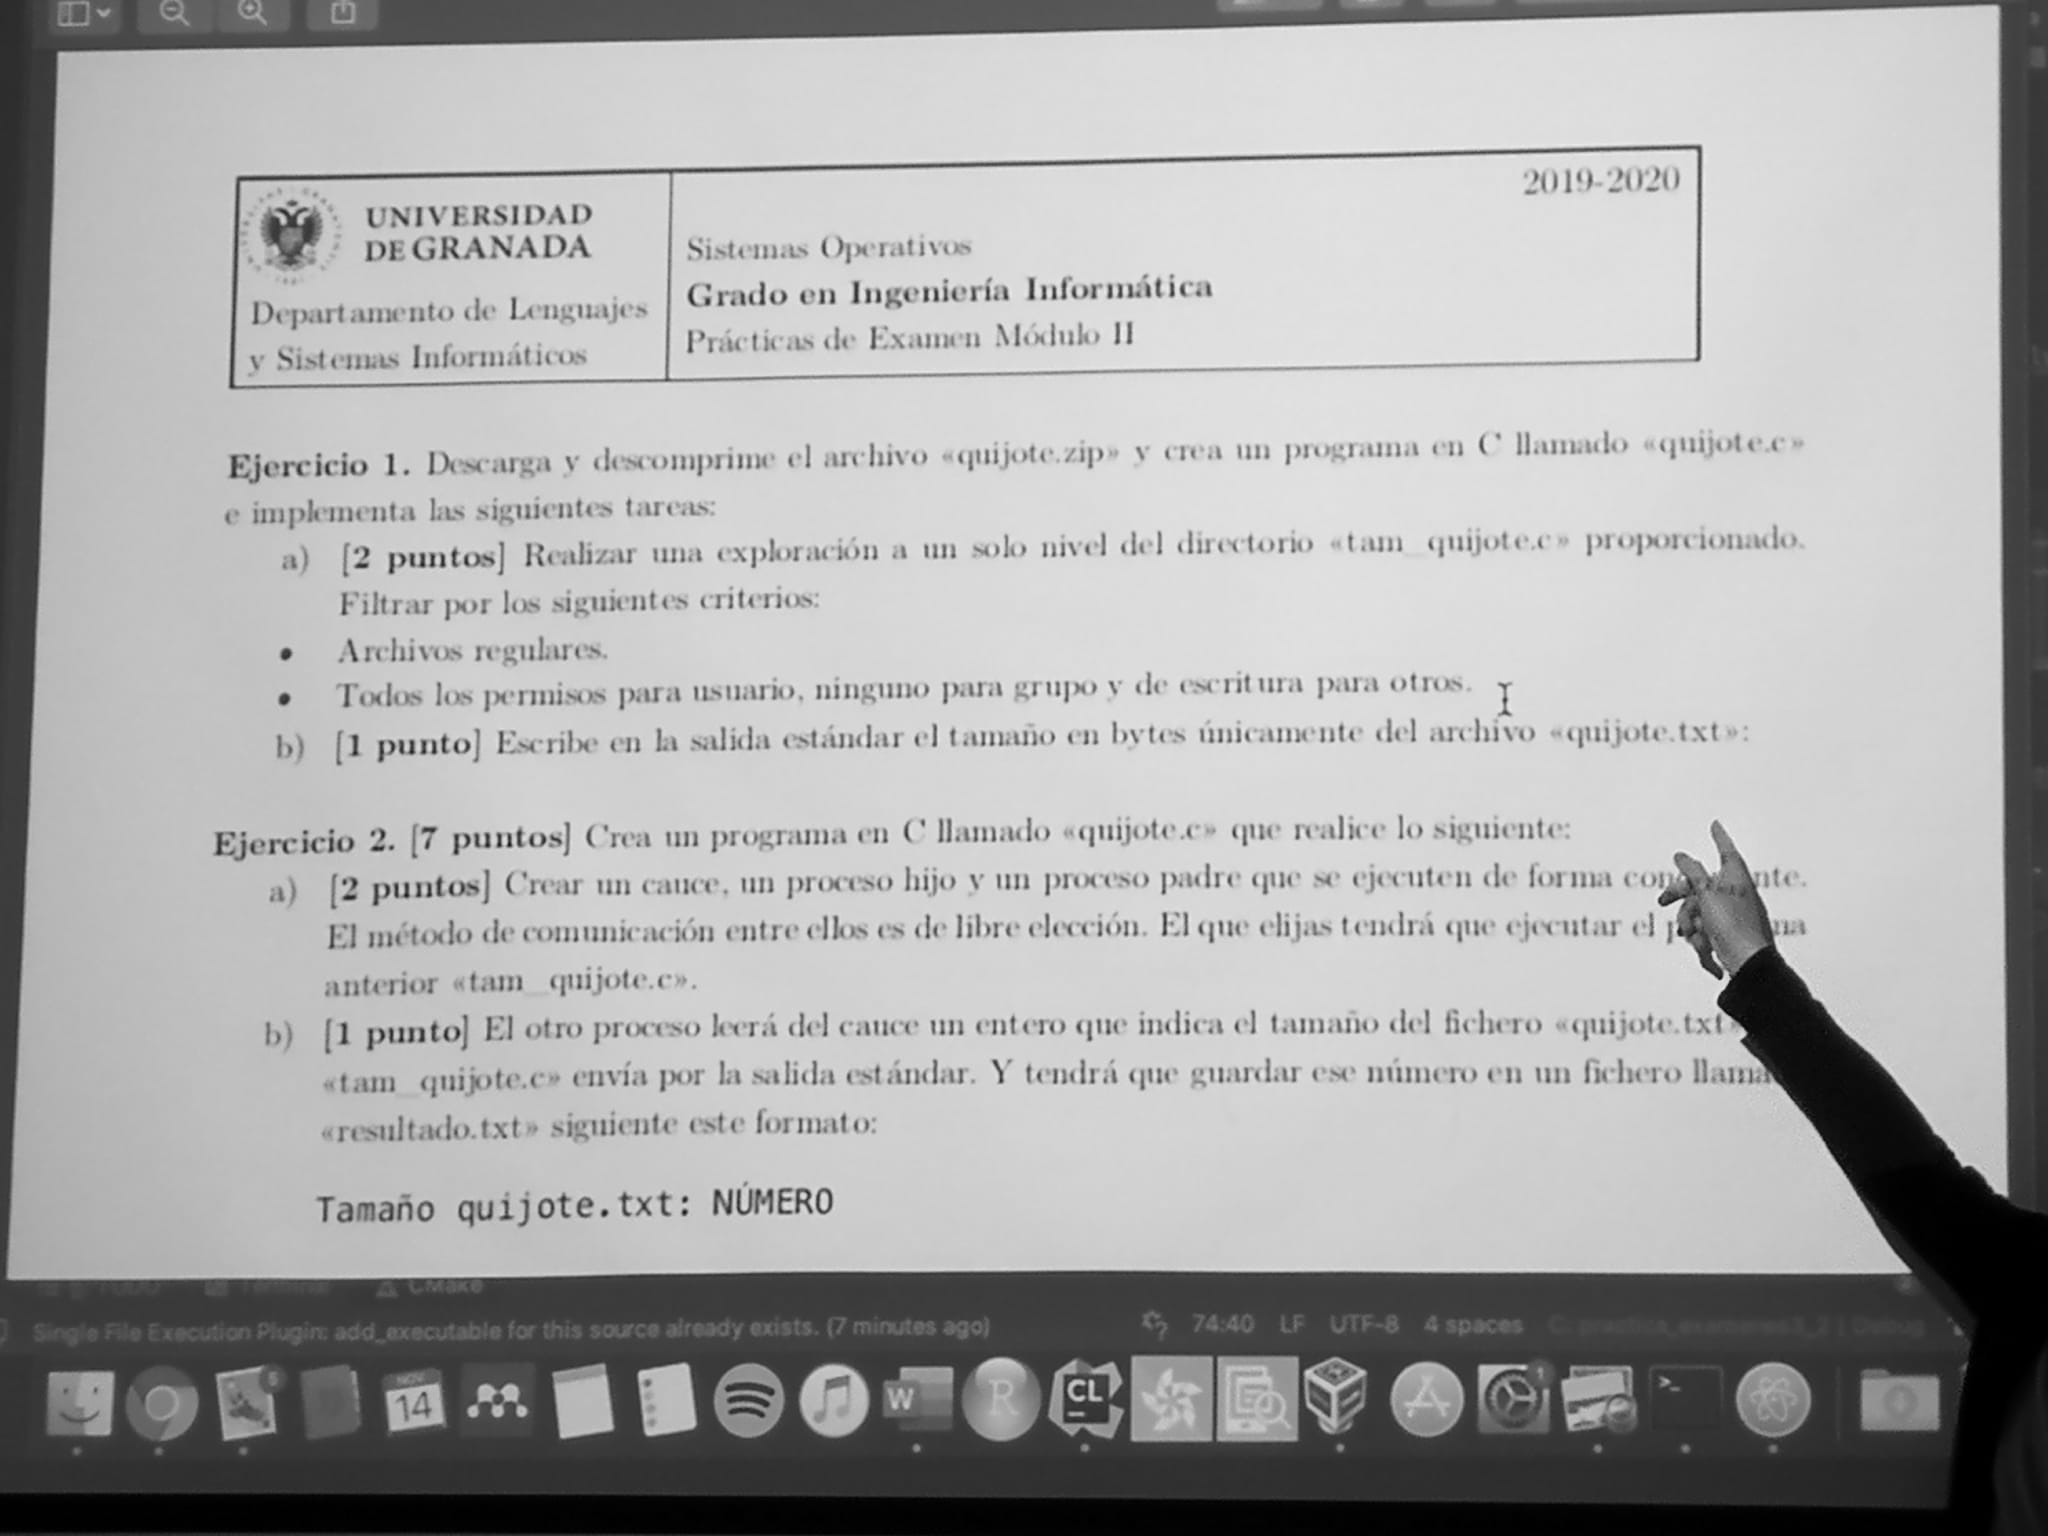 2019-2020
UNIVERSIDAD
DE GRANADA
Departamento de Lenguajes
y Sistemas Informáticos
Sistemas Operativos
Grado en Ingeniería Informática
Prácticas de Examen Módulo II
Ejercicio 1. Descarga y descomprime el archivo «quijote.zip» y crea un programa en C llamado «quijote.c»
e implementa las siguientes tareas:
a) [2 puntos] Realizar una exploración a un solo nivel del directorio «tam_quijote.c» proporcionado.
Filtrar por los siguientes criterios:
• Archivos regulares.
• Todos los permisos para usuario, ninguno para grupo y de escritura para otros.
b) [1 punto] Escribe en la salida estándar el tamaño en bytes únicamente del archivo «quijote.txt»:
Ejercicio 2. [7 puntos] Crea un programa en C llamado «quijote.c» que realice lo siguiente:
a) [2 puntos] Crear un cauce, un proceso hijo y un proceso padre que se ejecuten de forma
El método de comunicación entre ellos es de libre elección. El que elijas tendrá que ejecutar el
anterior «tam_quijote.c».
b) [1 punto] El otro proceso leerá del cauce un entero que indica el tamaño del fichero «quijote.txt»
«tam_quijote.c» envía por la salida estándar. Y tendrá que guardar ese número en un fichero
«resultado.txt» siguiente este formato:
Tamaño quijote.txt: NÚMERO
CMake
Single File Execution Plugin: add_executable for this source already exists. (7 minutes ago)
74:40 LF UTF-8 4 spaces
5
NOV
14
W
R
CL
1
>_